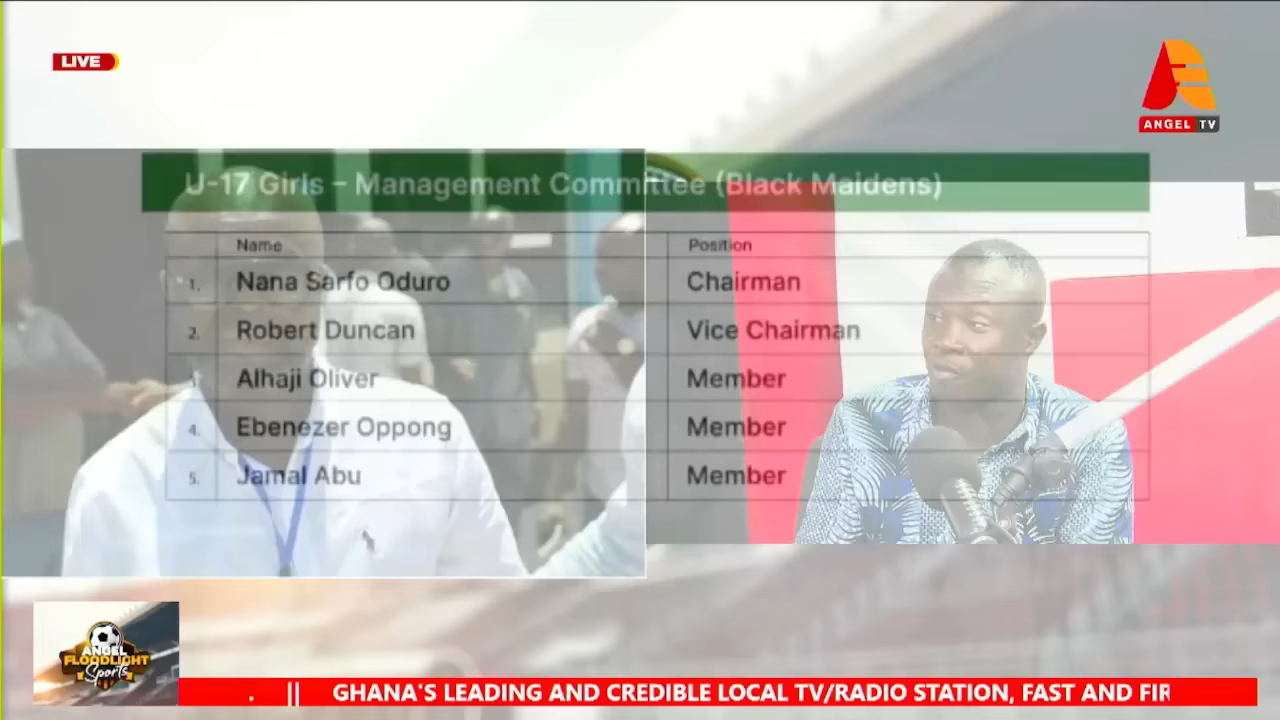 LIVE
ANGEL TV
U-17 Girls – Management Committee (Black Maidens)
Name Position
1. Nana Sarfo Oduro Chairman
2. Robert Duncan Vice Chairman
3. Alhaji Oliver Member
4. Ebenezer Oppong Member
5. Jamal Abu Member
ANGEL
FLOODLIGHT
Sports
. || GHANA'S LEADING AND CREDIBLE LOCAL TV/RADIO STATION, FAST AND FIR